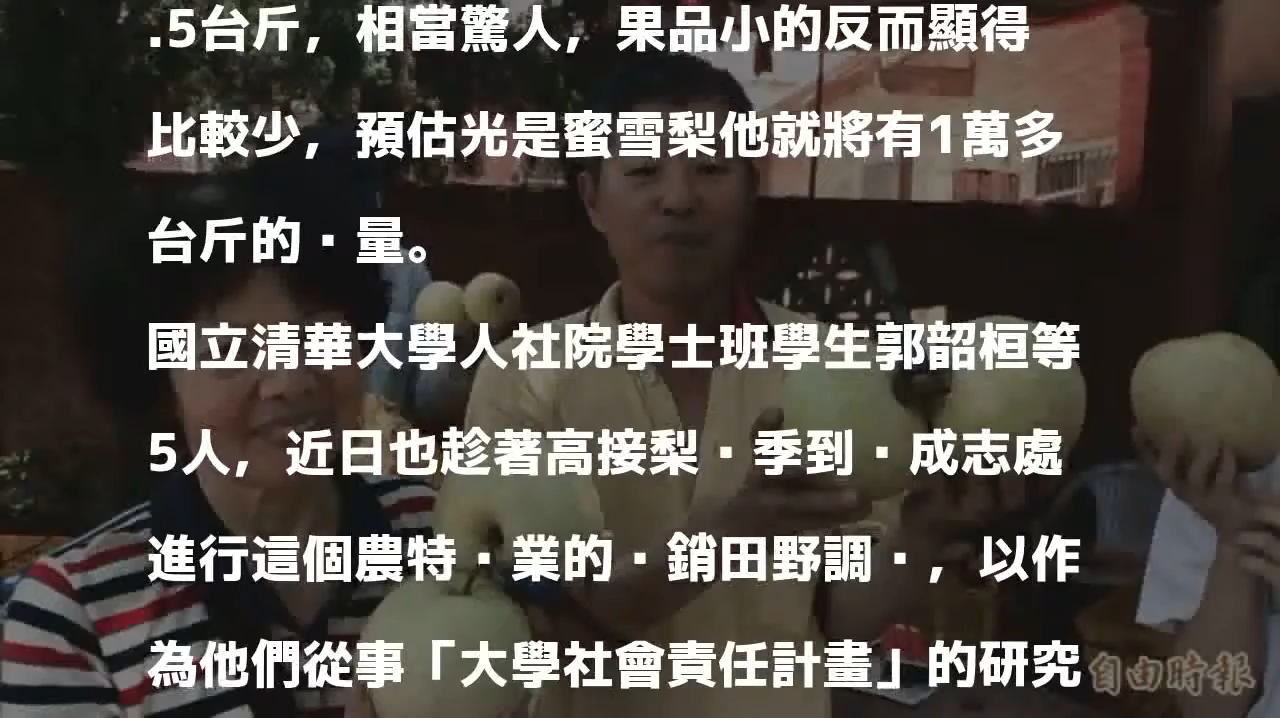 .5台斤，相當驚人，果品小的反而顯得
比較少，預估光是蜜雪梨他就將有1萬多
台斤的·量。
國立清華大學人社院學士班學生郭韶桓等
5人，近日也趁著高接梨·季到·成志處
進行這個農特·業的·銷田野調·，以作
為他們從事「大學社會責任計畫」的研究
自由時報